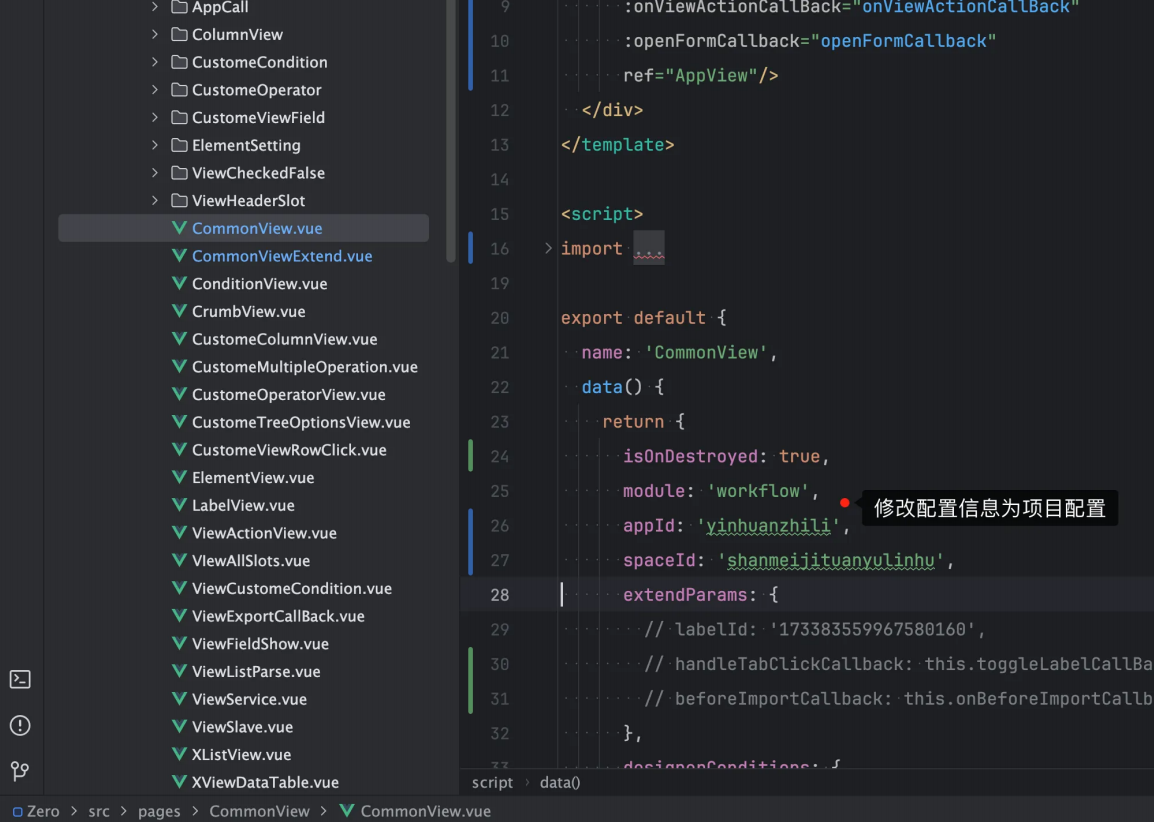 AppCall
ColumnView
CustomeCondition
CustomeOperator
CustomeViewField
ElementSetting
ViewCheckedFalse
ViewHeaderSlot
CommonView.vue
CommonViewExtend.vue
ConditionView.vue
CrumbView.vue
CustomeColumnView.vue
CustomeMultipleOperation.vue
CustomeOperatorView.vue
CustomeTreeOptionsView.vue
CustomeViewRowClick.vue
ElementView.vue
LabelView.vue
ViewActionView.vue
VIewAllSlots.vue
ViewCustomeCondition.vue
ViewExportCallBack.vue
ViewFieldShow.vue
ViewListParse.vue
ViewService.vue
ViewSlave.vue
XListView.vue
XViewDataTable.vue
9 :onViewActionCallBack="onViewActionCallBack"
10 :openFormCallback="openFormCallback"
11 ref="AppView"/>
12 </div>
13 </template>
14
15 <script>
16 import ...
19
20 export default {
21 name: 'CommonView',
22 data() {
23 return {
24 isOnDestroyed: true,
25 module: 'workflow',
修改配置信息为项目配置
26 appId: 'yinhuanzhili',
27 spaceId: 'shanmeijituanyulinhu',
28 extendParams: {
29 // labelId: '173383559967580160',
30 // handleTabClickCallback: this.toggleLabelCallBa
31 // beforeImportCallback: this.onBeforeImportCallb
32 },
33 designerConditions: {
script › data()
Zero > src > pages > CommonView > CommonView.vue